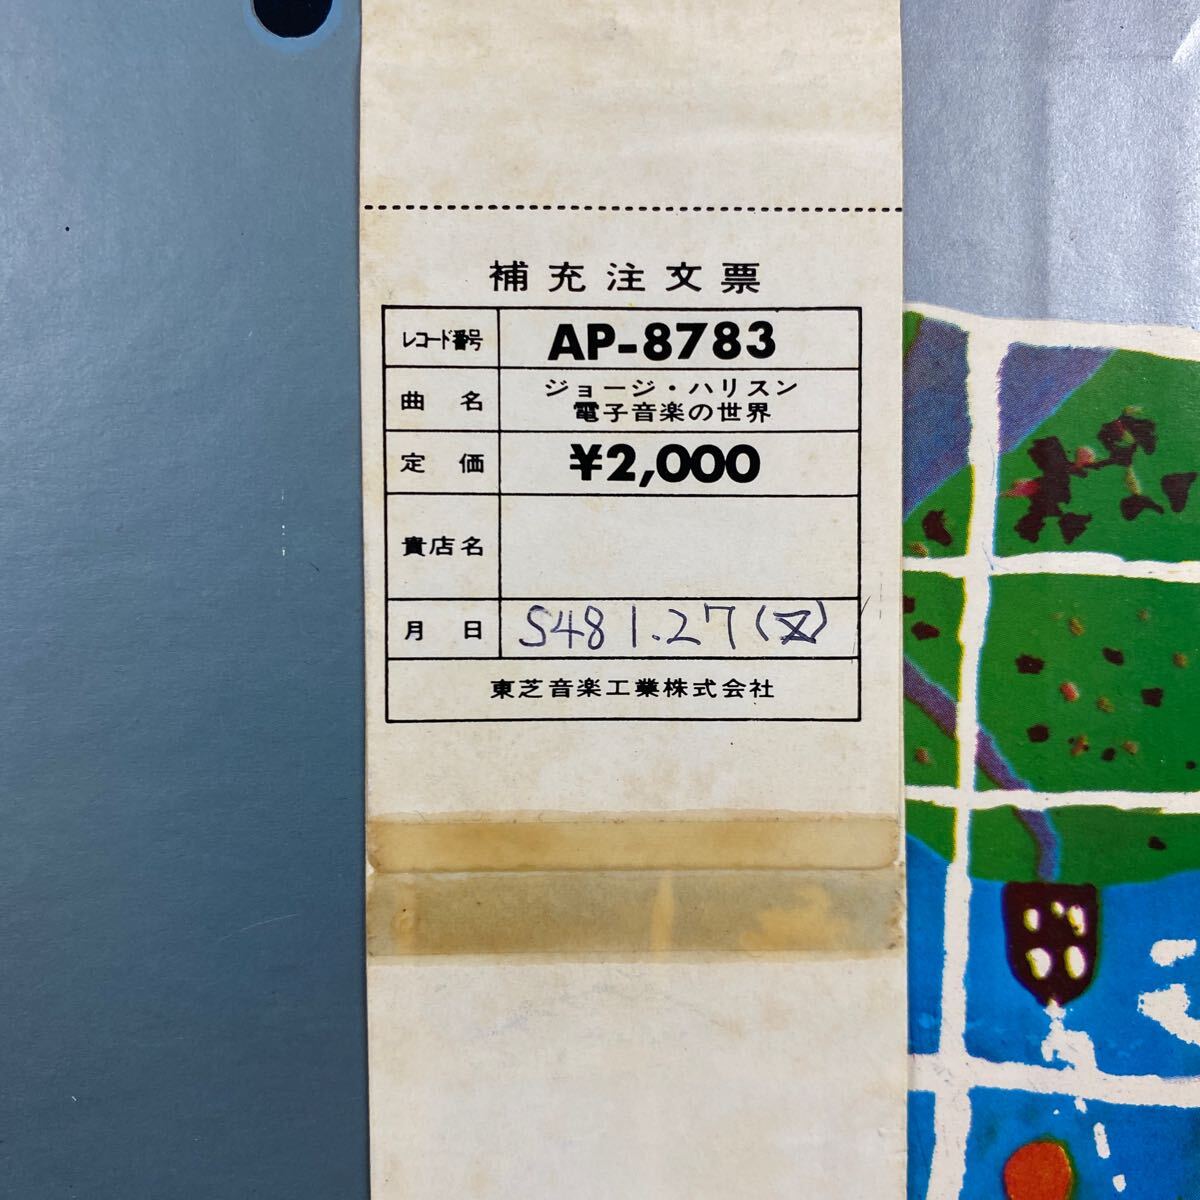 補充注文票
レコード番号 AP-8783
曲名 ジョージ・ハリスン
電子音楽の世界
定価 ¥2,000
貴店名
月日 S48 1.27
東芝音楽工業株式会社